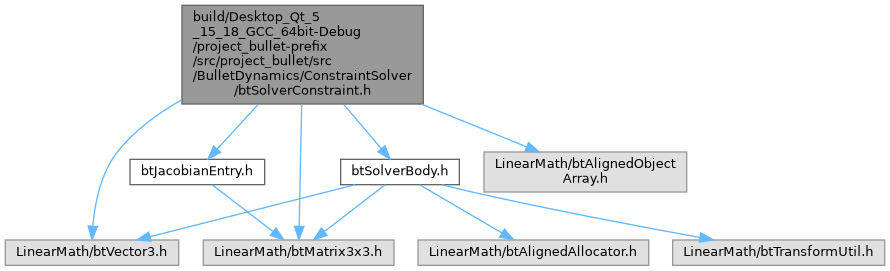 build/Desktop_Qt_5
_15_18_GCC_64bit-Debug
/project_bullet-prefix
/src/project_bullet/src
/BulletDynamics/ConstraintSolver
/btSolverConstraint.h
btJacobianEntry.h
btSolverBody.h
LinearMath/btAlignedObject
Array.h
LinearMath/btVector3.h
LinearMath/btMatrix3x3.h
LinearMath/btAlignedAllocator.h
LinearMath/btTransformUtil.h